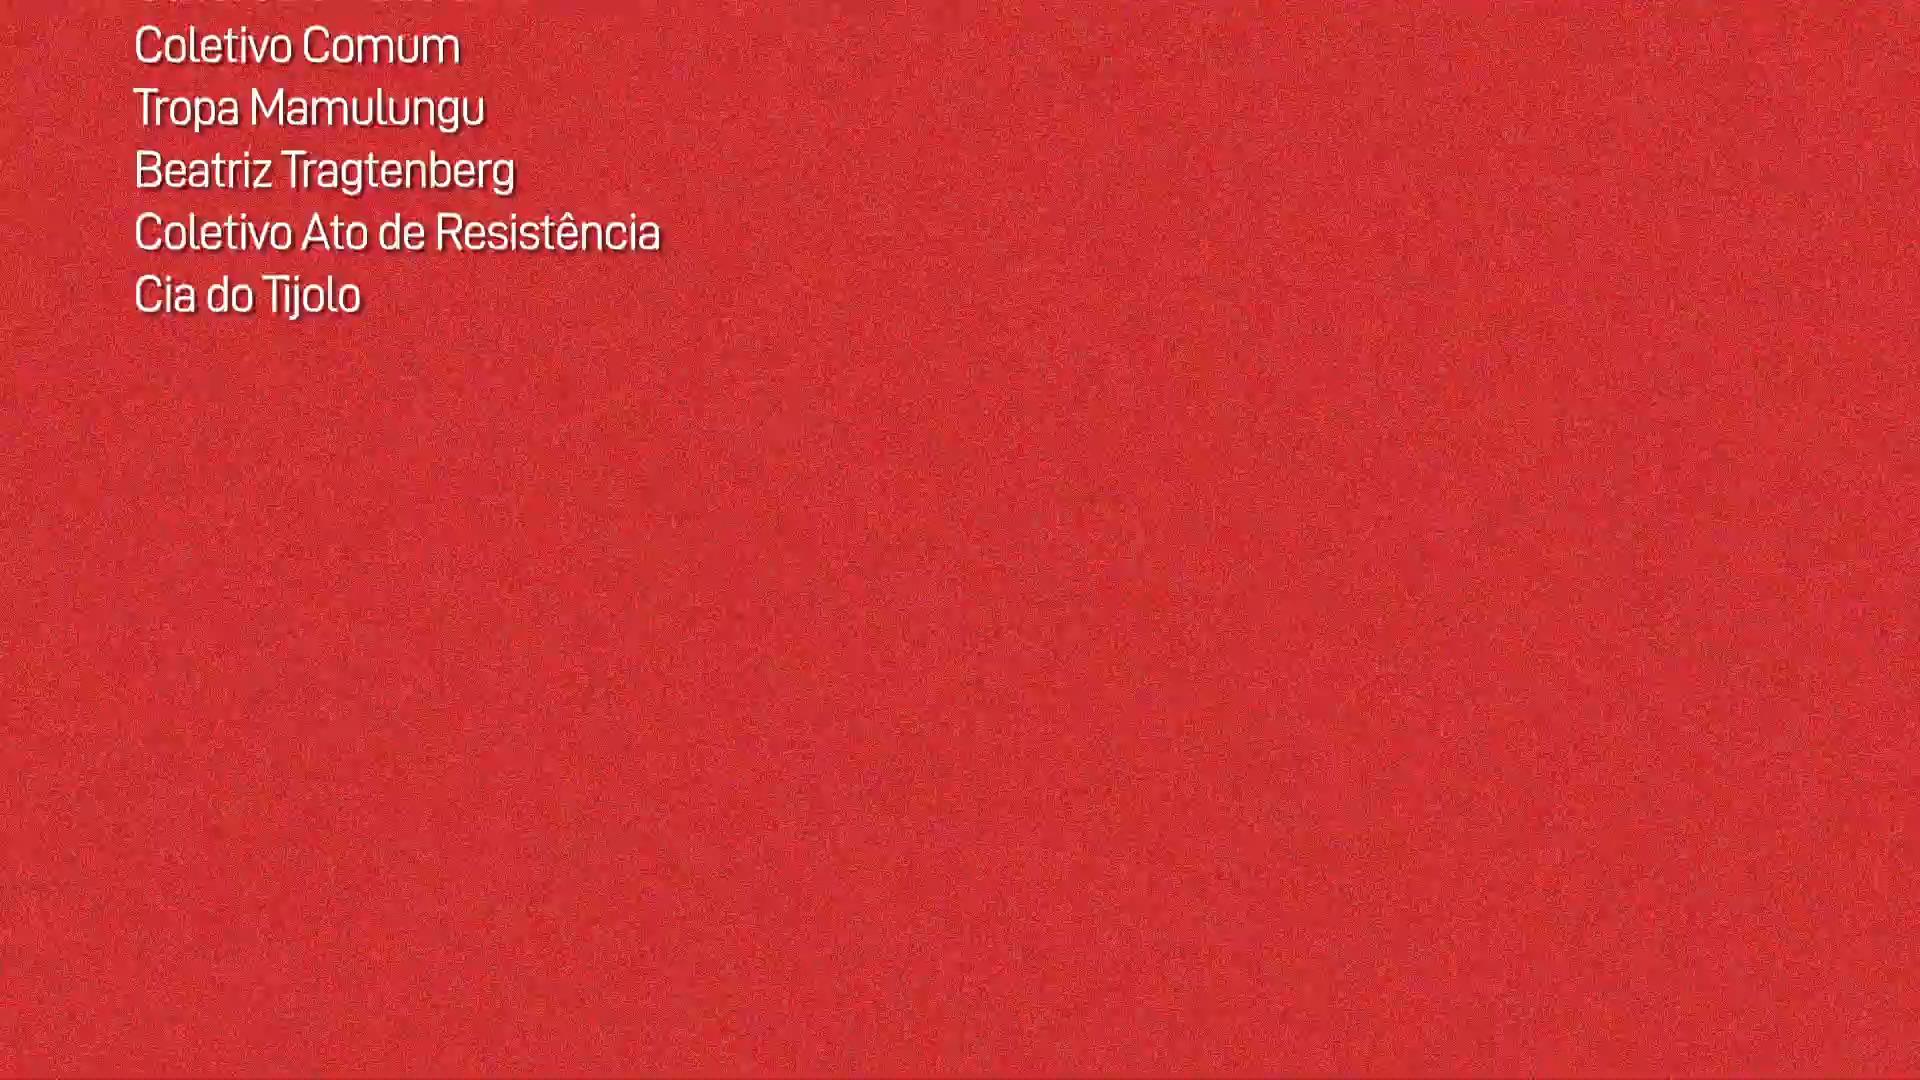 Coletivo Comum
Tropa Mamulungu
Beatriz Tragtenberg
Coletivo Ato de Resistência
Cia do Tijolo